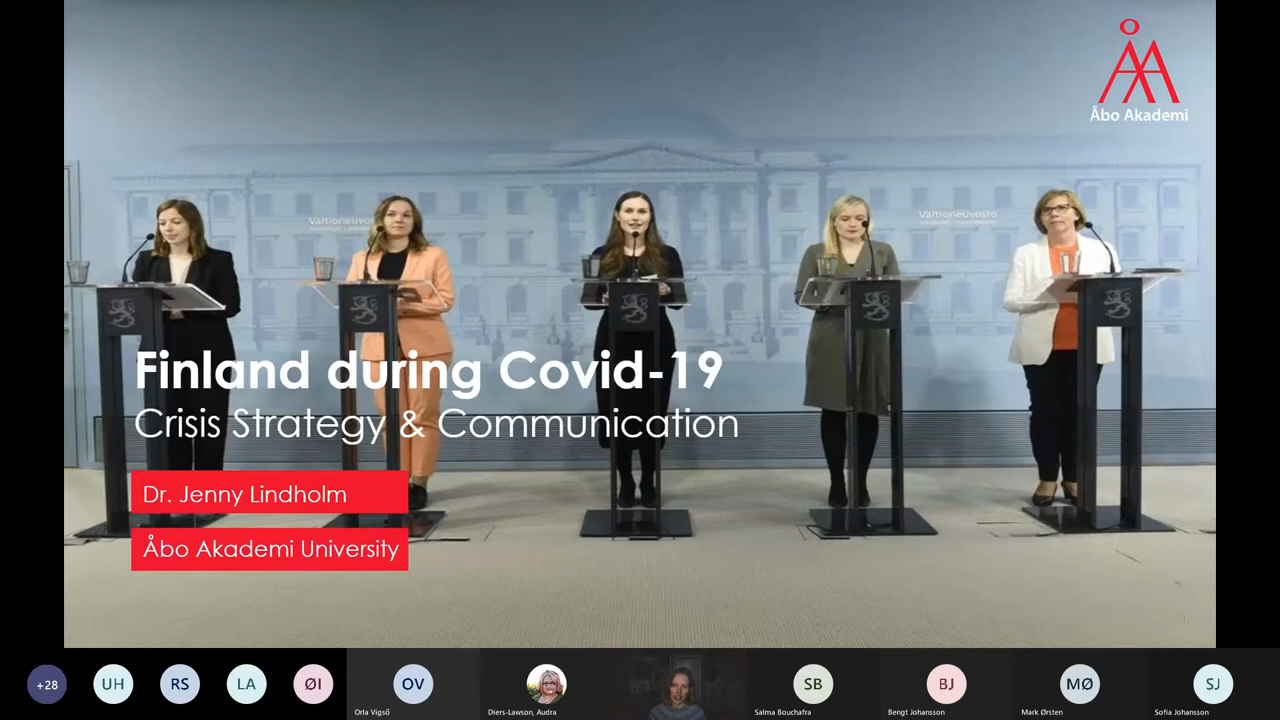 Åbo Akademi
Valtioneuvosto
Valtioneuvosto
Finland during Covid-19
Crisis Strategy & Communication
Dr. Jenny Lindholm
Åbo Akademi University
+28
UH
RS
LA
ØI
OV
SB
BJ
MØ
SJ
Orla Vigsö
Diers-Lawson, Audra
Salma Bouchafra
Bengt Johansson
Mark Ørsten
Sofia Johansson